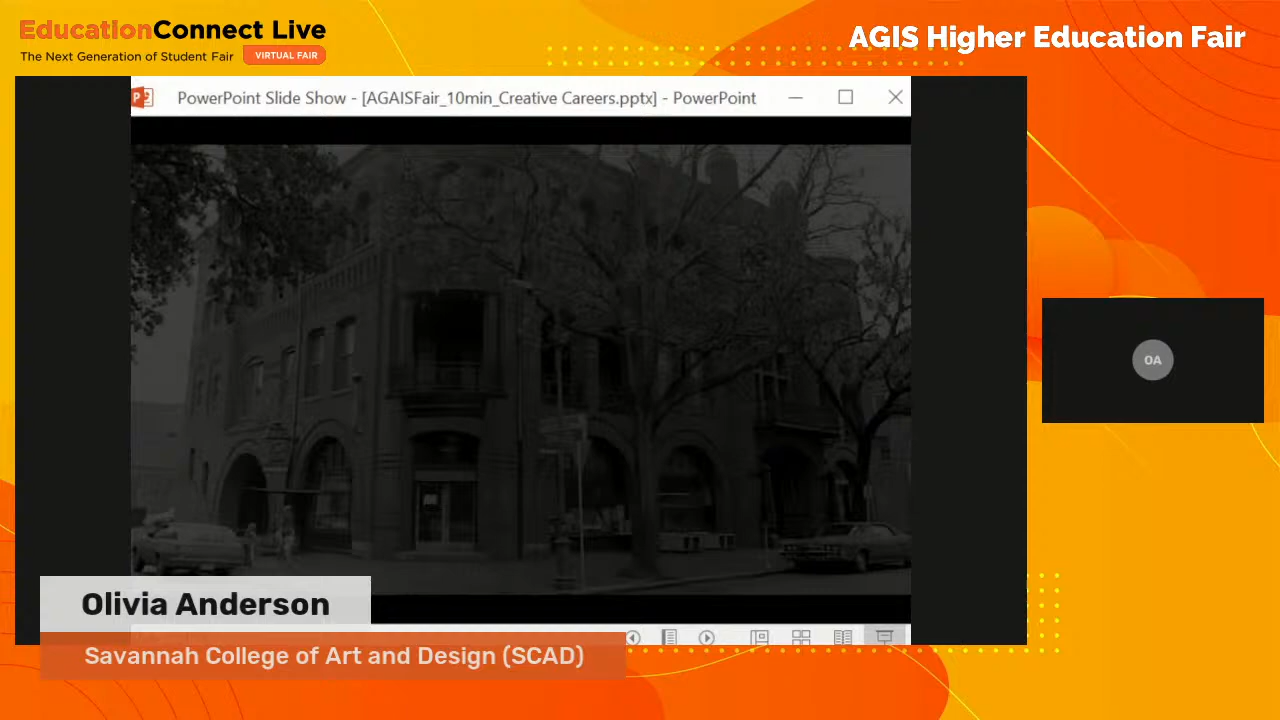 EducationConnect Live
The Next Generation of Student Fair
VIRTUAL FAIR
AGIS Higher Education Fair
PowerPoint Slide Show - [AGAISFair_10min_Creative Careers.pptx] - PowerPoint
OA
Olivia Anderson
Savannah College of Art and Design (SCAD)